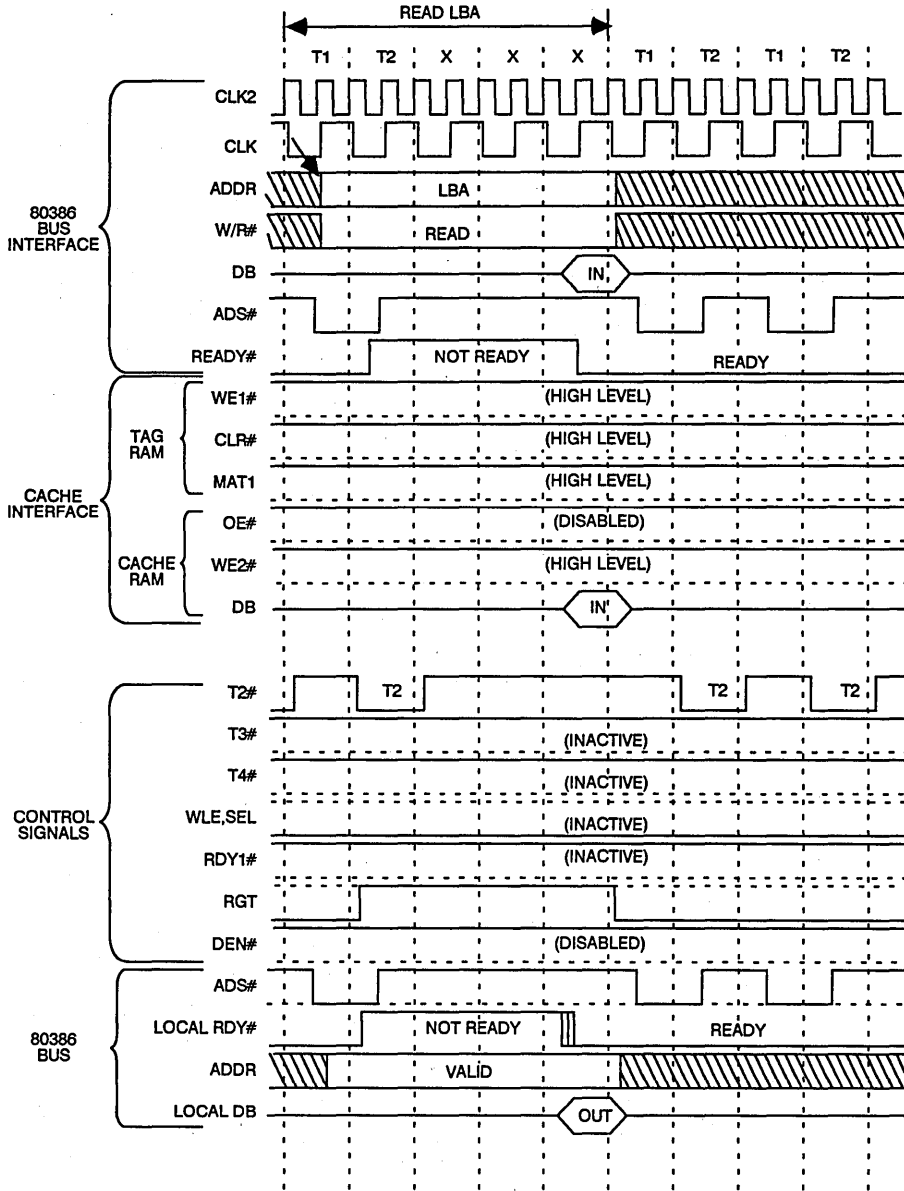 READ LBA
T1 T2 X X X T1 T2 T1 T2
CLK2
CLK
ADDR LBA
W/R# READ
DB IN
ADS#
READY# NOT READY READY
80386
BUS
INTERFACE
WE1# (HIGH LEVEL)
CLR# (HIGH LEVEL)
MAT1 (HIGH LEVEL)
TAG
RAM
OE# (DISABLED)
WE2# (HIGH LEVEL)
DB IN
CACHE
RAM
CACHE
INTERFACE
T2# T2 T2 T2
T3# (INACTIVE)
T4# (INACTIVE)
WLE,SEL (INACTIVE)
RDY1# (INACTIVE)
RGT
DEN# (DISABLED)
CONTROL
SIGNALS
ADS#
LOCAL RDY# NOT READY READY
ADDR VALID
LOCAL DB OUT
80386
BUS